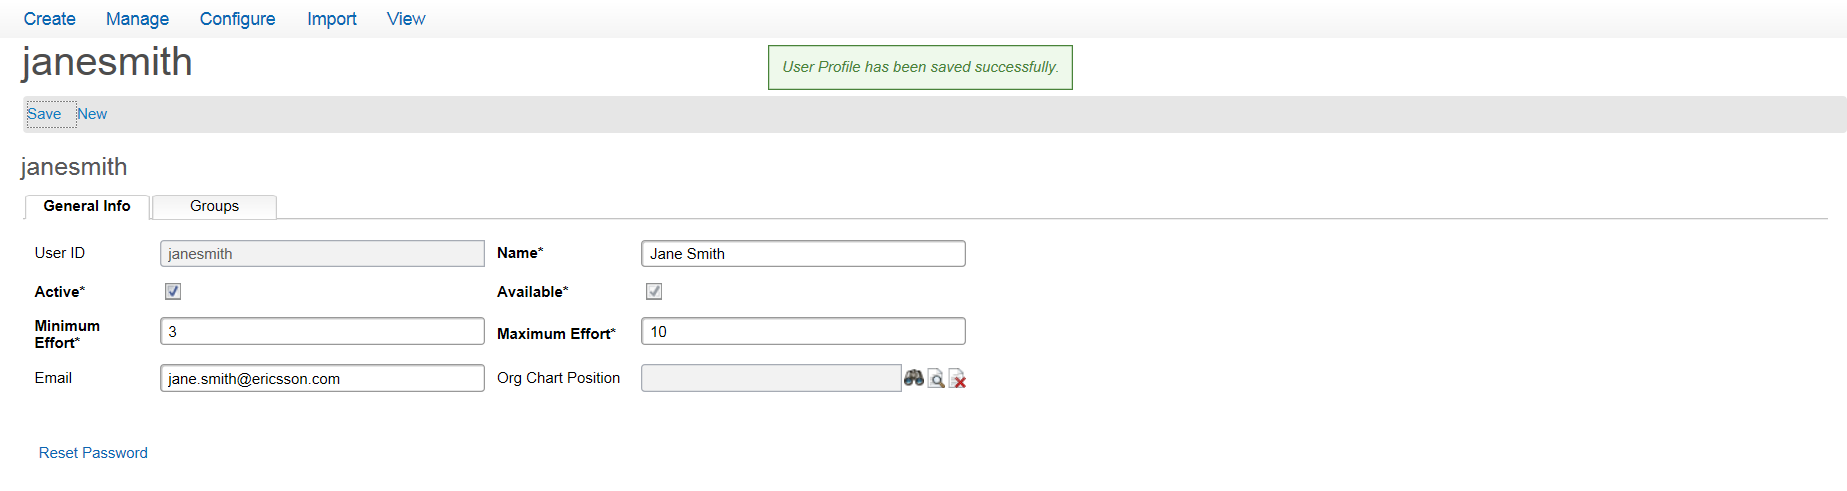 Create Manage Configure Import View
janesmith
User Profile has been saved successfully.
Save New
janesmith
General Info Groups
User ID janesmith Name* Jane Smith
Active* Available*
Minimum Effort* 3 Maximum Effort* 10
Email jane.smith@ericsson.com Org Chart Position
Reset Password